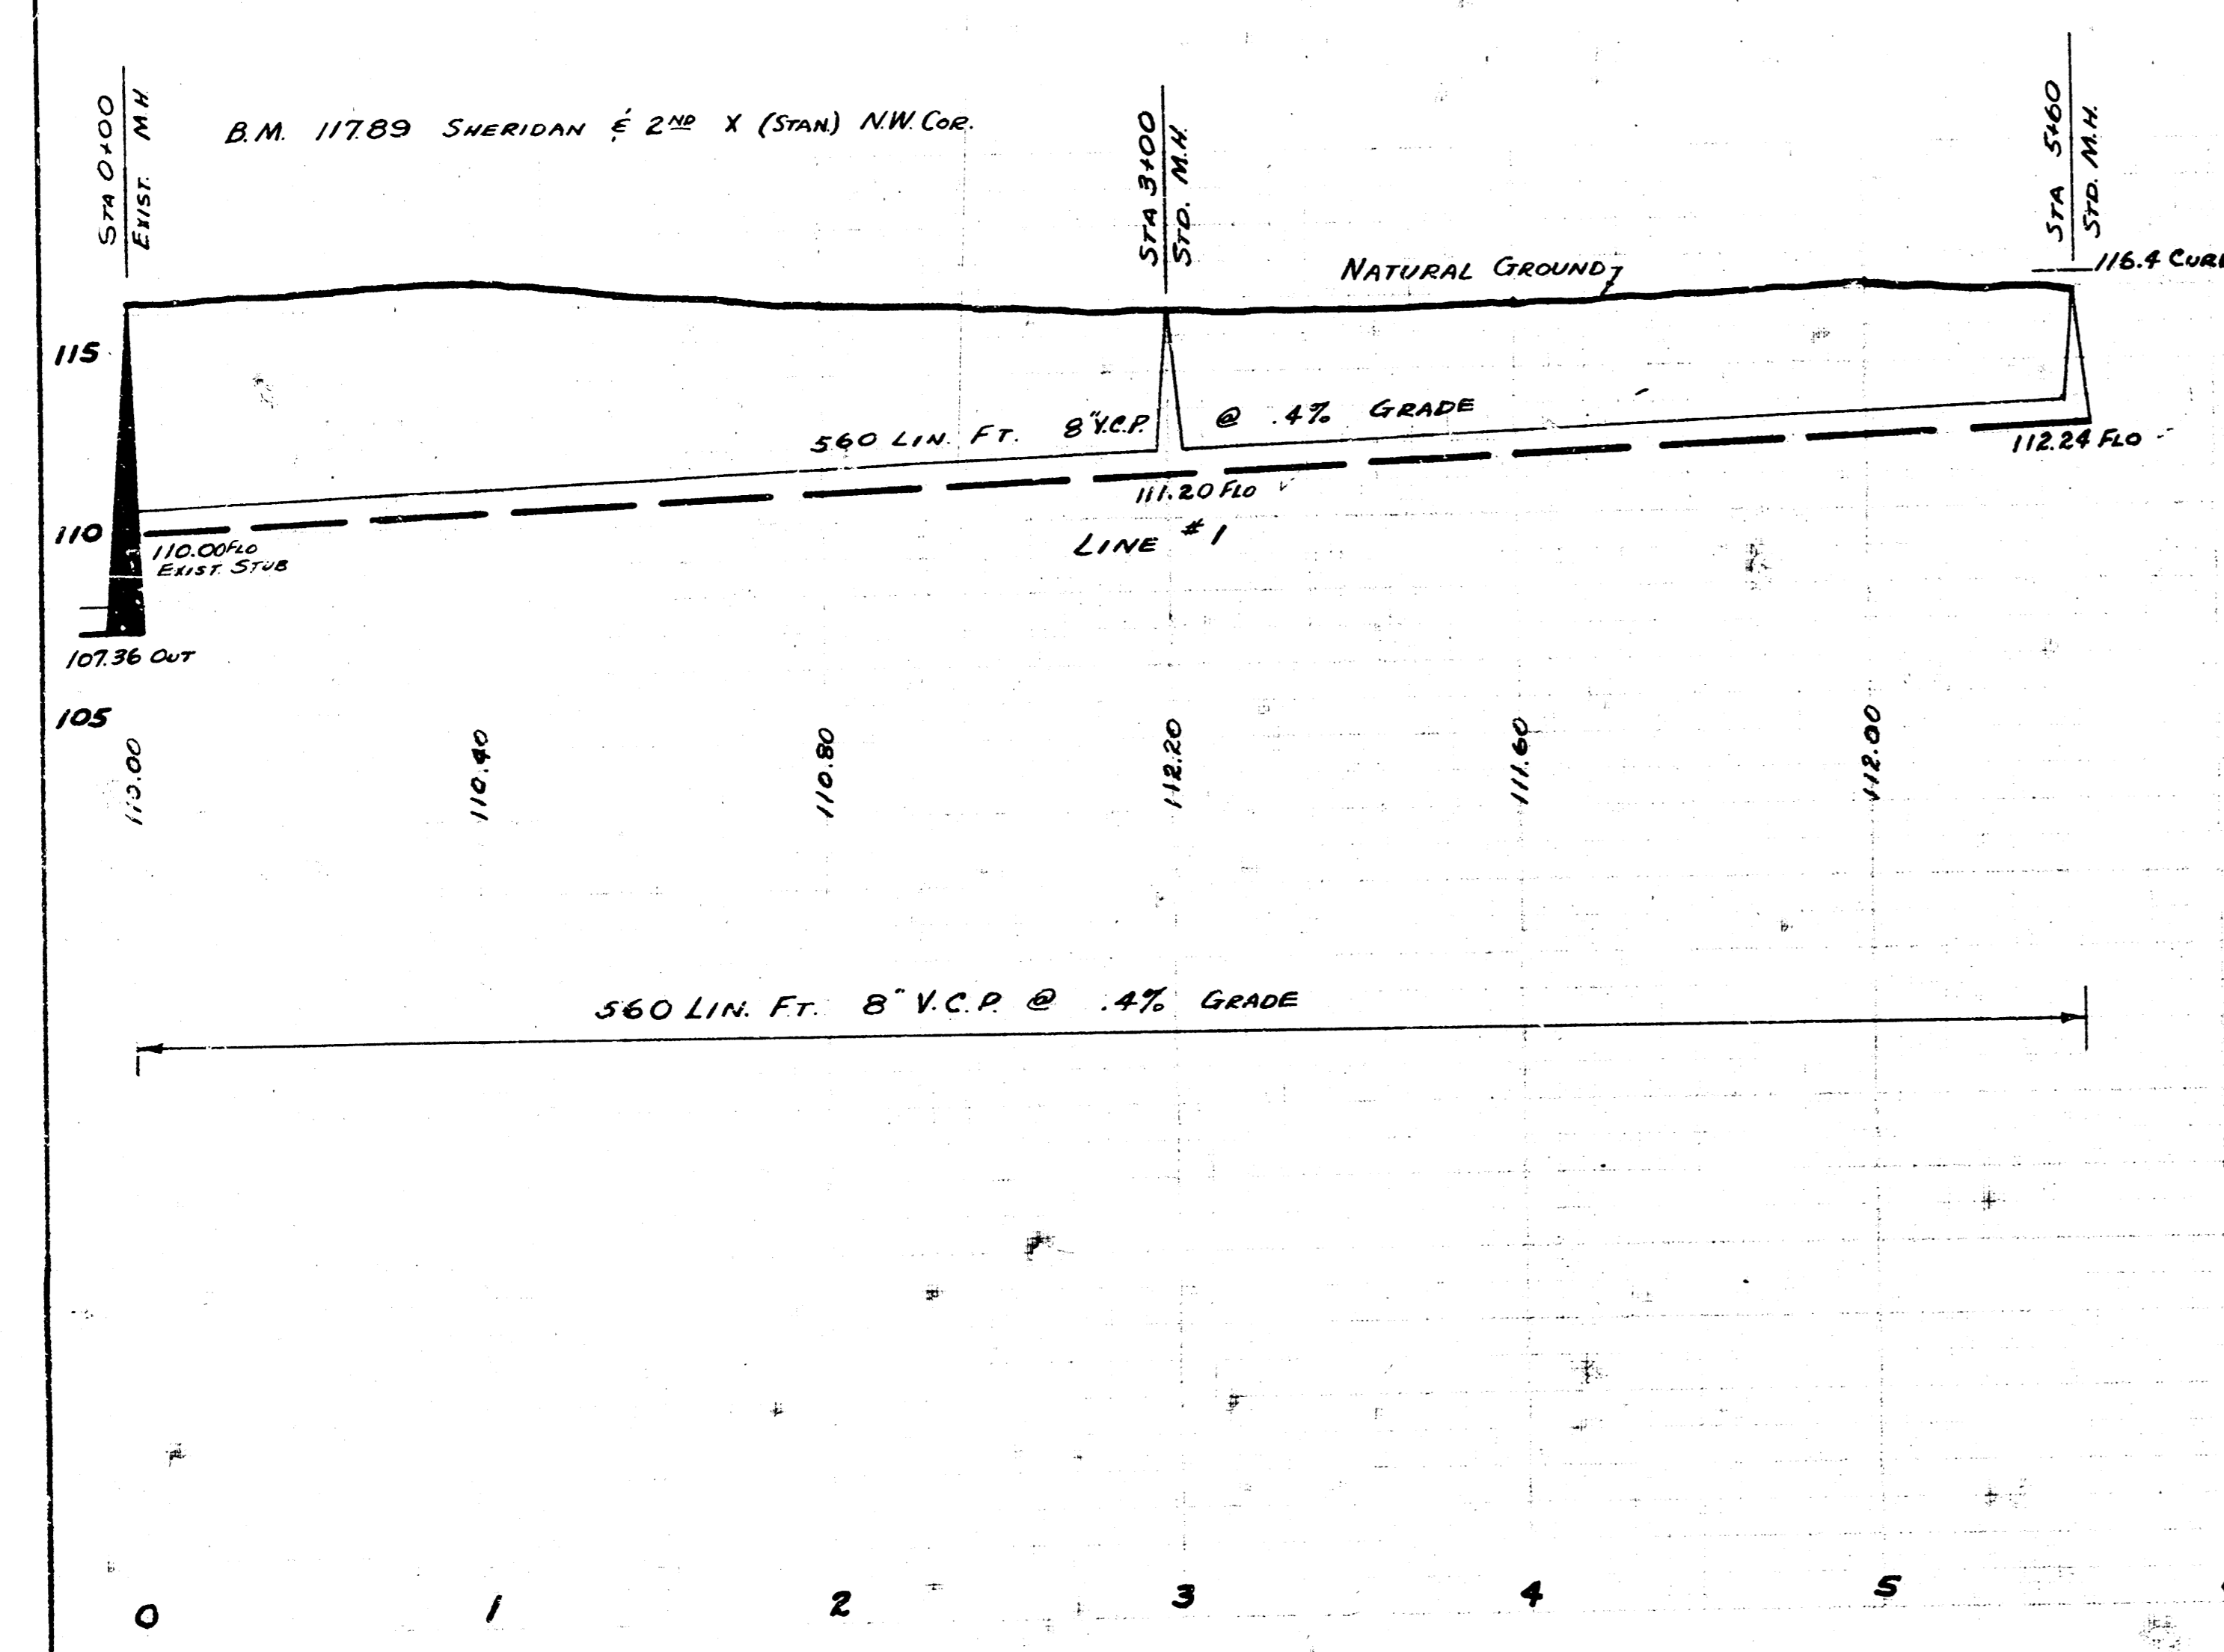 STA 0+00
EXIST. M.H.
B.M. 117.89 SHERIDAN & 2ND X (STAN.) N.W. COR.
STA 3+00
STD. M.H.
STA 5+60
STD. M.H.
116.4 CURB
NATURAL GROUND
115
560 LIN. FT. 8" V.C.P. @ .4% GRADE
112.24 FLO
111.20 FLO
LINE #1
110
110.00 FLO
EXIST. STUB
107.36 OUT
105
110.00
110.40
110.80
112.20
111.60
112.00
560 LIN. FT. 8" V.C.P. @ .4% GRADE
0 1 2 3 4 5